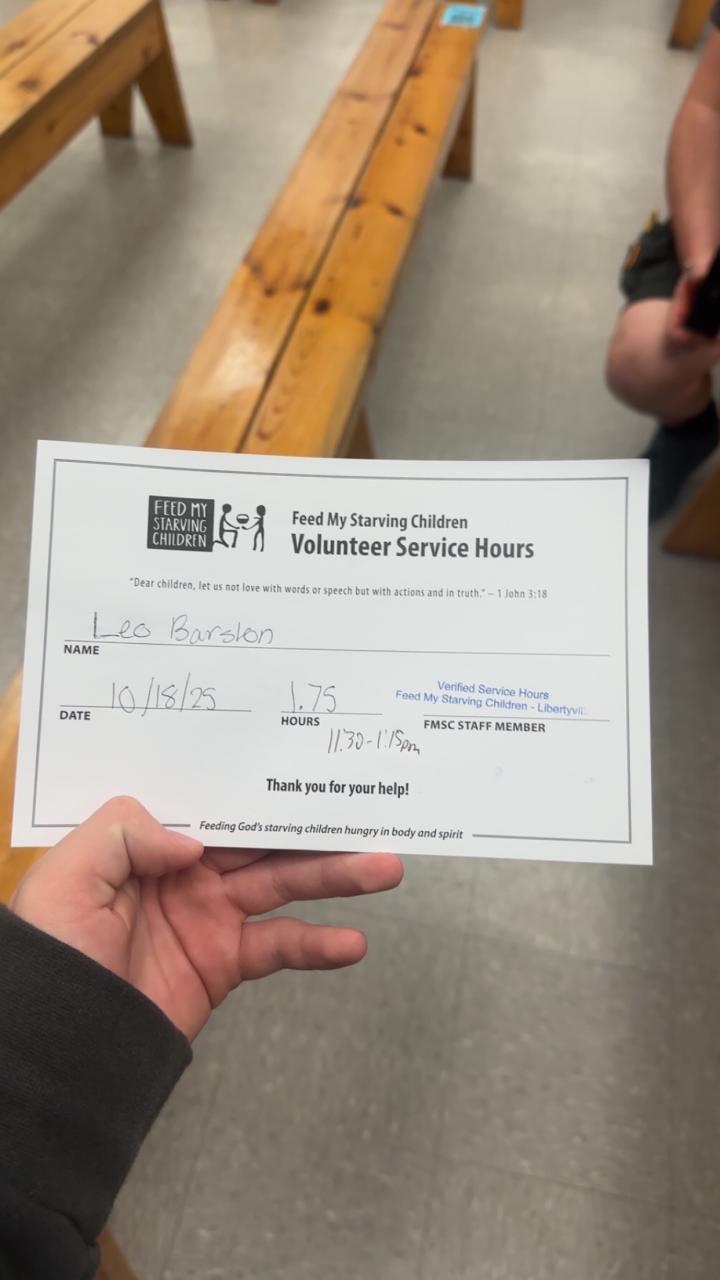 FEED MY
STARVING
CHILDREN
Feed My Starving Children
Volunteer Service Hours
"Dear children, let us not love with words or speech but with actions and in truth." – 1 John 3:18
Leo Barslon
NAME
10/18/25
DATE
1.75
HOURS
11:30-1:15pm
Verified Service Hours
Feed My Starving Children - Libertyvil
FMSC STAFF MEMBER
Thank you for your help!
Feeding God's starving children hungry in body and spirit